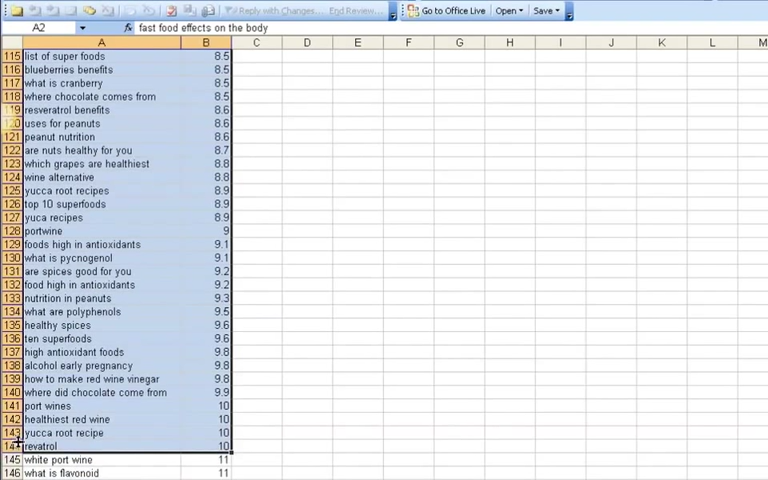 Reply with Changes... End Review... Go to Office Live Open Save
A2 fast food effects on the body
A B C D E F G H I J K L M
115 list of super foods 8.5
116 blueberries benefits 8.5
117 what is cranberry 8.5
118 where chocolate comes from 8.5
119 resveratrol benefits 8.6
120 uses for peanuts 8.6
121 peanut nutrition 8.6
122 are nuts healthy for you 8.7
123 which grapes are healthiest 8.8
124 wine alternative 8.8
125 yucca root recipes 8.9
126 top 10 superfoods 8.9
127 yuca recipes 8.9
128 portwine 9
129 foods high in antioxidants 9.1
130 what is pycnogenol 9.1
131 are spices good for you 9.2
132 food high in antioxidants 9.2
133 nutrition in peanuts 9.3
134 what are polyphenols 9.5
135 healthy spices 9.6
136 ten superfoods 9.6
137 high antioxidant foods 9.8
138 alcohol early pregnancy 9.8
139 how to make red wine vinegar 9.8
140 where did chocolate come from 9.9
141 port wines 10
142 healthiest red wine 10
143 yucca root recipe 10
revatrol 10
145 white port wine 11
146 what is flavonoid 11